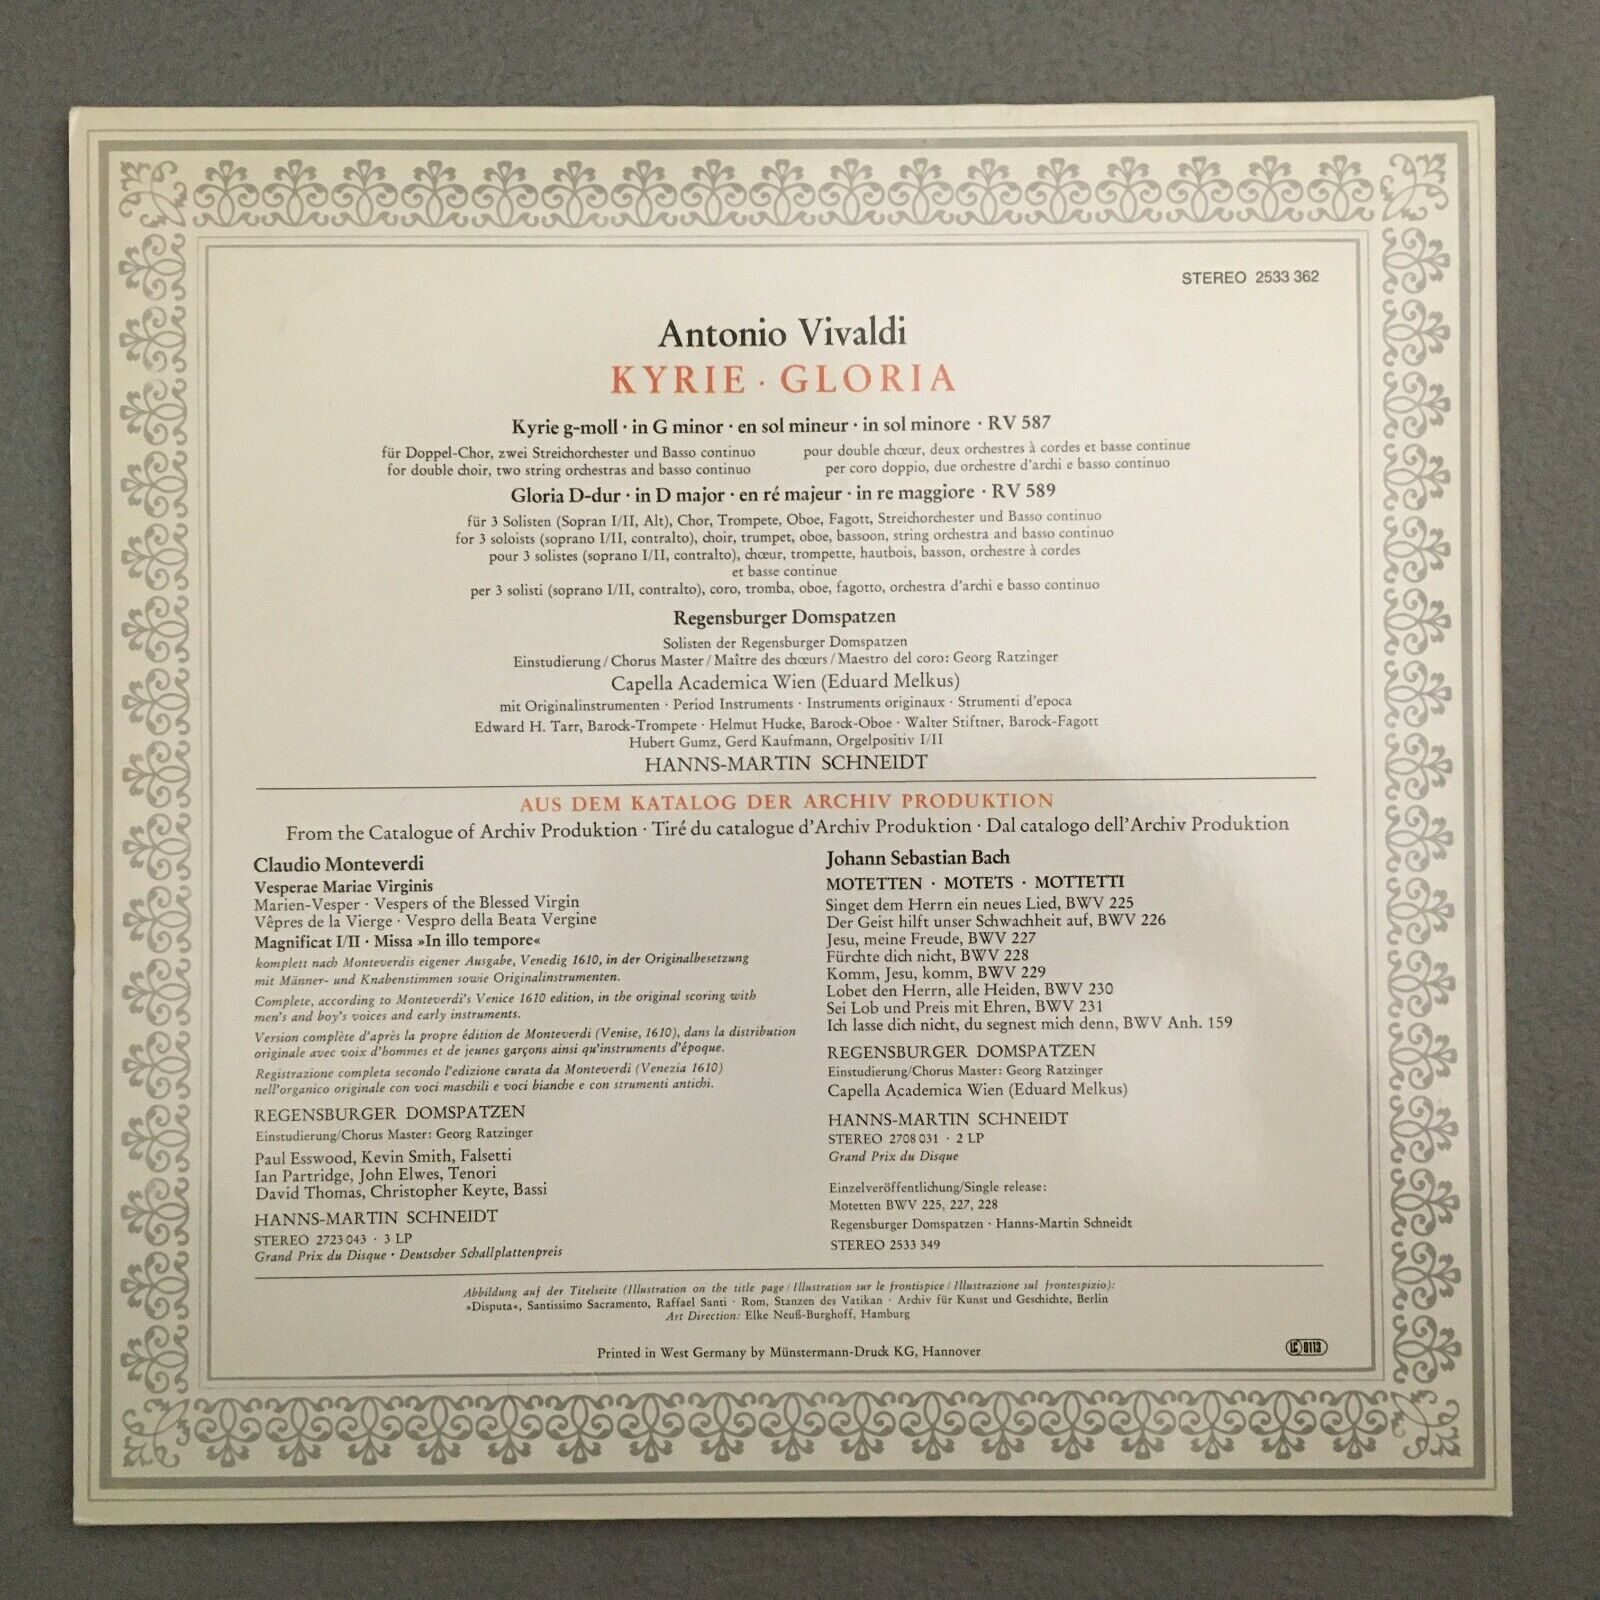 STEREO 2533 362
Antonio Vivaldi
KYRIE · GLORIA
Kyrie g-moll · in G minor · en sol mineur · in sol minore · RV 587
für Doppel-Chor, zwei Streichorchester und Basso continuo
for double choir, two string orchestras and basso continuo
pour double chœur, deux orchestres à cordes et basse continue
per coro doppio, due orchestre d'archi e basso continuo
Gloria D-dur · in D major · en ré majeur · in re maggiore · RV 589
für 3 Solisten (Sopran I/II, Alt), Chor, Trompete, Oboe, Fagott, Streichorchester und Basso continuo
for 3 soloists (soprano I/II, contralto), choir, trumpet, oboe, bassoon, string orchestra and basso continuo
pour 3 solistes (soprano I/II, contralto), chœur, trompette, hautbois, basson, orchestre à cordes
et basse continue
per 3 solisti (soprano I/II, contralto), coro, tromba, oboe, fagotto, orchestra d'archi e basso continuo
Regensburger Domspatzen
Solisten der Regensburger Domspatzen
Einstudierung / Chorus Master / Maître des chœurs / Maestro del coro: Georg Ratzinger
Capella Academica Wien (Eduard Melkus)
mit Originalinstrumenten · Period Instruments · Instruments originaux · Strumenti d'epoca
Edward H. Tarr, Barock-Trompete · Helmut Hucke, Barock-Oboe · Walter Stiftner, Barock-Fagott
Hubert Gumz, Gerd Kaufmann, Orgelpositiv I/II
HANNS-MARTIN SCHNEIDT
AUS DEM KATALOG DER ARCHIV PRODUKTION
From the Catalogue of Archiv Produktion · Tiré du catalogue d'Archiv Produktion · Dal catalogo dell'Archiv Produktion
Claudio Monteverdi
Vesperae Mariae Virginis
Marien-Vesper · Vespers of the Blessed Virgin
Vêpres de la Vierge · Vespro della Beata Vergine
Magnificat I/II · Missa »In illo tempore«
komplett nach Monteverdis eigener Ausgabe, Venedig 1610, in der Originalbesetzung
mit Männer- und Knabenstimmen sowie Originalinstrumenten.
Complete, according to Monteverdi's Venice 1610 edition, in the original scoring with
men's and boy's voices and early instruments.
Version complète d'après la propre édition de Monteverdi (Venise, 1610), dans la distribution
originale avec voix d'hommes et de jeunes garçons ainsi qu'instruments d'époque.
Registrazione completa secondo l'edizione curata da Monteverdi (Venezia 1610)
nell'organico originale con voci maschili e voci bianche e con strumenti antichi.
REGENSBURGER DOMSPATZEN
Einstudierung/Chorus Master: Georg Ratzinger
Paul Esswood, Kevin Smith, Falsetti
Ian Partridge, John Elwes, Tenori
David Thomas, Christopher Keyte, Bassi
HANNS-MARTIN SCHNEIDT
STEREO 2723 043 · 3 LP
Grand Prix du Disque · Deutscher Schallplattenpreis
Johann Sebastian Bach
MOTETTEN · MOTETS · MOTTETTI
Singet dem Herrn ein neues Lied, BWV 225
Der Geist hilft unser Schwachheit auf, BWV 226
Jesu, meine Freude, BWV 227
Fürchte dich nicht, BWV 228
Komm, Jesu, komm, BWV 229
Lobet den Herrn, alle Heiden, BWV 230
Sei Lob und Preis mit Ehren, BWV 231
Ich lasse dich nicht, du segnest mich denn, BWV Anh. 159
REGENSBURGER DOMSPATZEN
Einstudierung/Chorus Master: Georg Ratzinger
Capella Academica Wien (Eduard Melkus)
HANNS-MARTIN SCHNEIDT
STEREO 2708 031 · 2 LP
Grand Prix du Disque
Einzelveröffentlichung/Single release:
Motetten BWV 225, 227, 228
Regensburger Domspatzen · Hanns-Martin Schneidt
STEREO 2533 349
Abbildung auf der Titelseite (Illustration on the title page / Illustration sur le frontispice / Illustrazione sul frontespizio):
»Disputa«, Santissimo Sacramento, Raffael Santi · Rom, Stanzen des Vatikan · Archiv für Kunst und Geschichte, Berlin
Art Direction: Elke Neuß-Burghoff, Hamburg
Printed in West Germany by Münstermann-Druck KG, Hannover
LC 0113